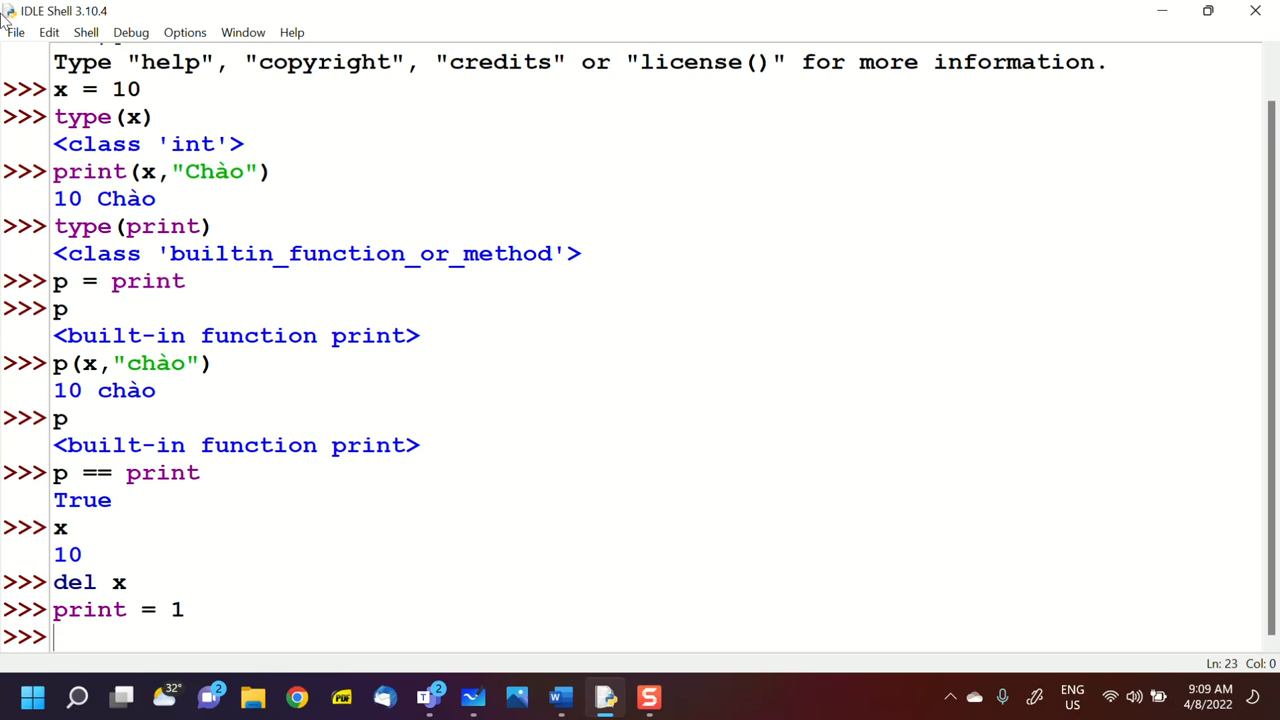 IDLE Shell 3.10.4
File Edit Shell Debug Options Window Help
Type "help", "copyright", "credits" or "license()" for more information.
>>> x = 10
>>> type(x)
<class 'int'>
>>> print(x,"Chào")
10 Chào
>>> type(print)
<class 'builtin_function_or_method'>
>>> p = print
>>> p
<built-in function print>
>>> p(x,"chào")
10 chào
>>> p
<built-in function print>
>>> p == print
True
>>> x
10
>>> del x
>>> print = 1
>>>
Ln: 23 Col: 0
32° 2 PDF 2 W S ENG US 9:09 AM 4/8/2022